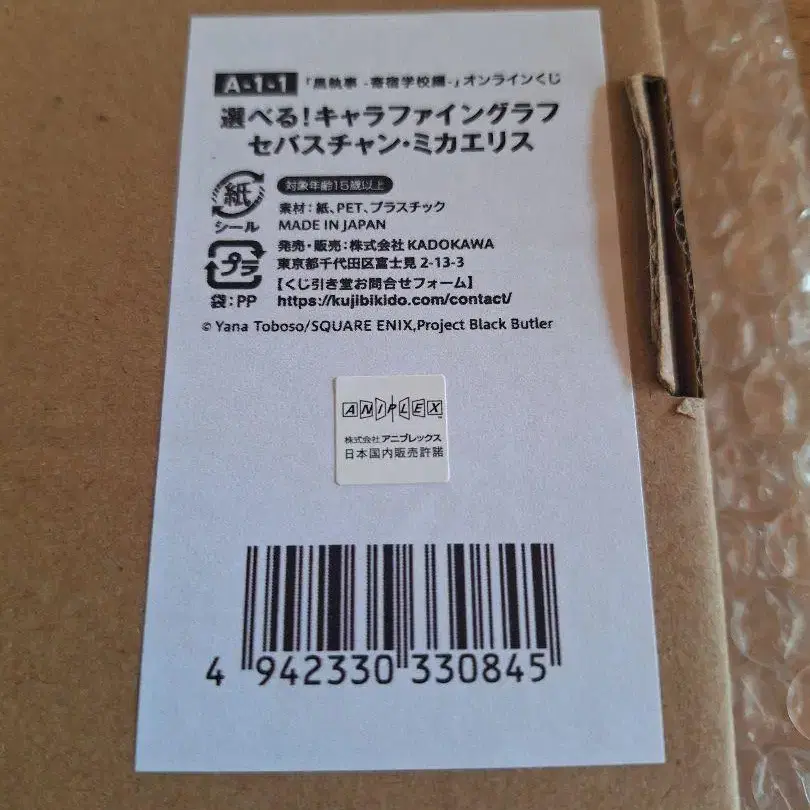 A-1-1 「黒執事 -寄宿学校編-」オンラインくじ
選べる！キャラファイングラフ
セバスチャン・ミカエリス
紙
シール
対象年齢15歳以上
素材：紙、PET、プラスチック
MADE IN JAPAN
プラ
袋：PP
発売・販売：株式会社 KADOKAWA
東京都千代田区富士見 2-13-3
【くじ引き堂お問合せフォーム】
https://kujibikido.com/contact/
© Yana Toboso/SQUARE ENIX,Project Black Butler
ANIPLEX™
株式会社 アニプレックス
日本国内販売許諾
4 942330 330845